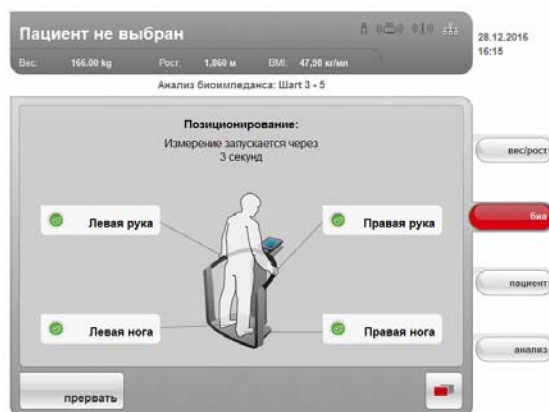 Пациент не выбран
28.12.2016
16:15
Вес: 166.00 kg Рост: 1,860 м BMI: 47,98 кг/мл
Анализ биоимпеданса: Шагт 3 - 5
Позиционирование:
Измерение запускается через
3 секунд
вес/рост
Левая рука Правая рука
биа
пациент
Левая нога Правая нога
анализ
прервать